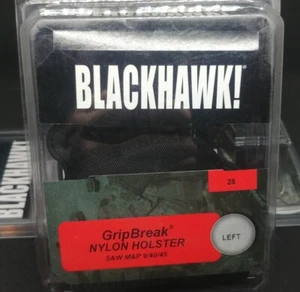 BLACKHAWK!
28
GripBreak®
NYLON HOLSTER
S&W M&P 9/40/45
LEFT
BLACKHAWK!